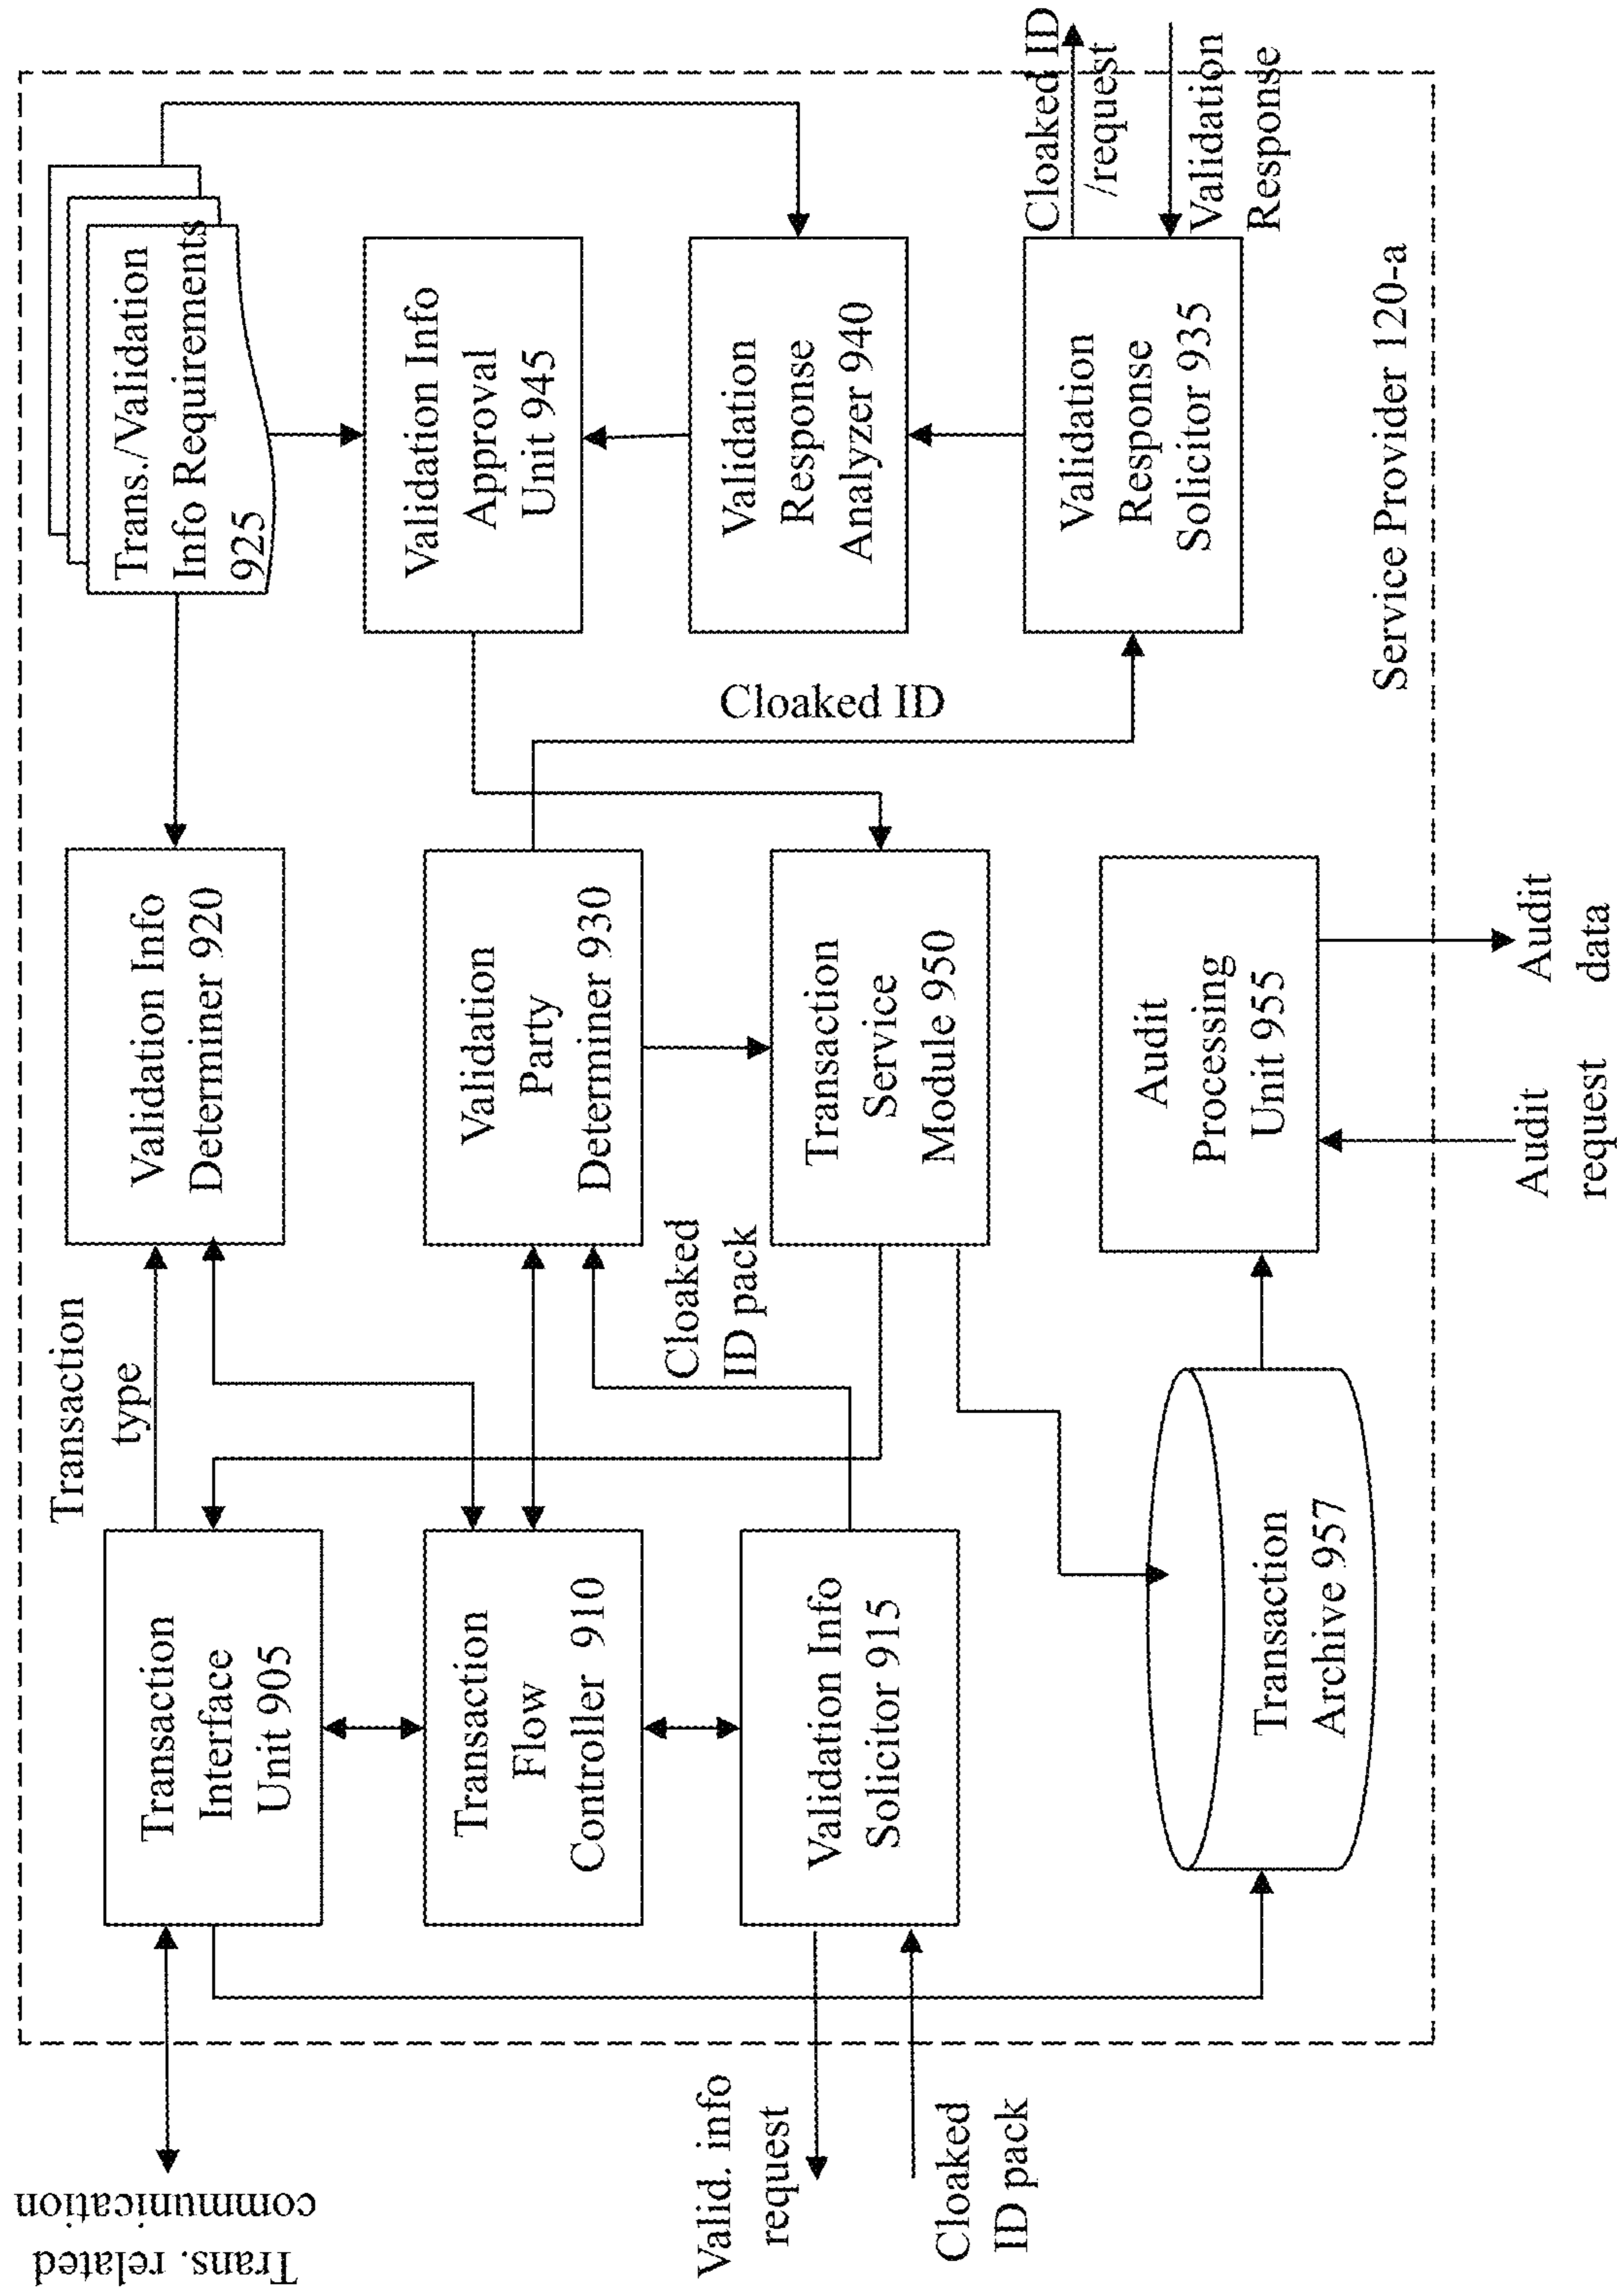 Trans. related
communication
Transaction
Interface
Unit 905
Transaction
type
Validation Info
Determiner 920
Trans./Validation
Info Requirements
925
Transaction
Flow
Controller 910
Validation
Party
Determiner 930
Validation Info
Approval
Unit 945
Valid. info
request
Cloaked
ID pack
Validation Info
Solicitor 915
Cloaked
ID pack
Transaction
Service
Module 950
Cloaked ID
Validation
Response
Analyzer 940
Cloaked ID
/request
Validation
Response
Validation
Response
Solicitor 935
Transaction
Archive 957
Audit
Processing
Unit 955
Service Provider 120-a
Audit
request
Audit
data